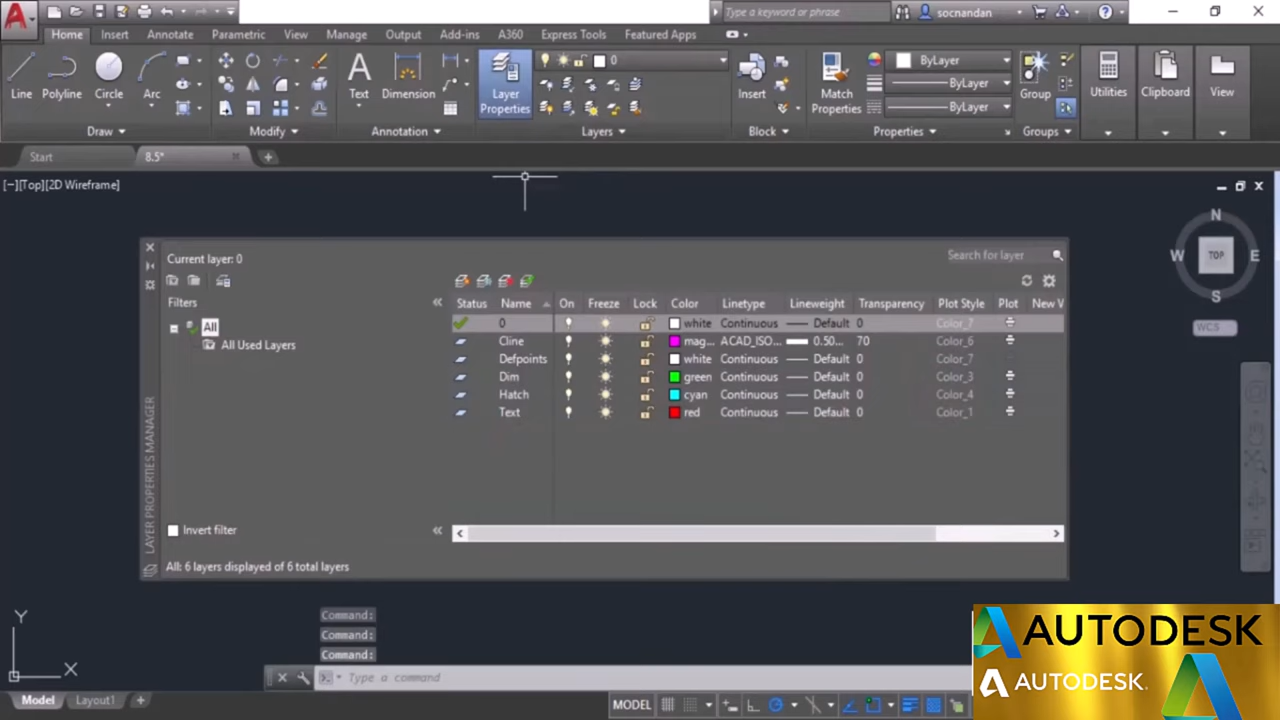 Type a keyword or phrase
socnandan
Home Insert Annotate Parametric View Manage Output Add-ins A360 Express Tools Featured Apps
0
ByLayer
ByLayer
ByLayer
Line Polyline Circle Arc
Text Dimension
Layer Properties
Insert
Match Properties
Group
Utilities
Clipboard
View
Draw Modify Annotation Layers Block Properties Groups
Start 8.5*
[−][Top][2D Wireframe]
N
W TOP E
S
WCS
Current layer: 0
Search for layer
Filters
All
All Used Layers
Status Name On Freeze Lock Color Linetype Lineweight Transparency Plot Style Plot New V
0 white Continuous Default 0 Color_7
Cline mag... ACAD_ISO... 0.50... 70 Color_6
Defpoints white Continuous Default 0 Color_7
Dim green Continuous Default 0 Color_3
Hatch cyan Continuous Default 0 Color_4
Text red Continuous Default 0 Color_1
Invert filter
All: 6 layers displayed of 6 total layers
LAYER PROPERTIES MANAGER
Command:
Command:
Command:
Type a command
Y
X
Model Layout1
MODEL
AUTODESK
AUTODESK.